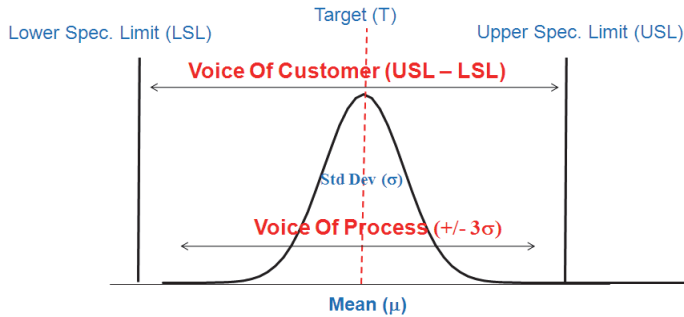 Target (T)
Lower Spec. Limit (LSL)
Upper Spec. Limit (USL)
Voice Of Customer (USL – LSL)
Std Dev (σ)
Voice Of Process (+/- 3σ)
Mean (μ)